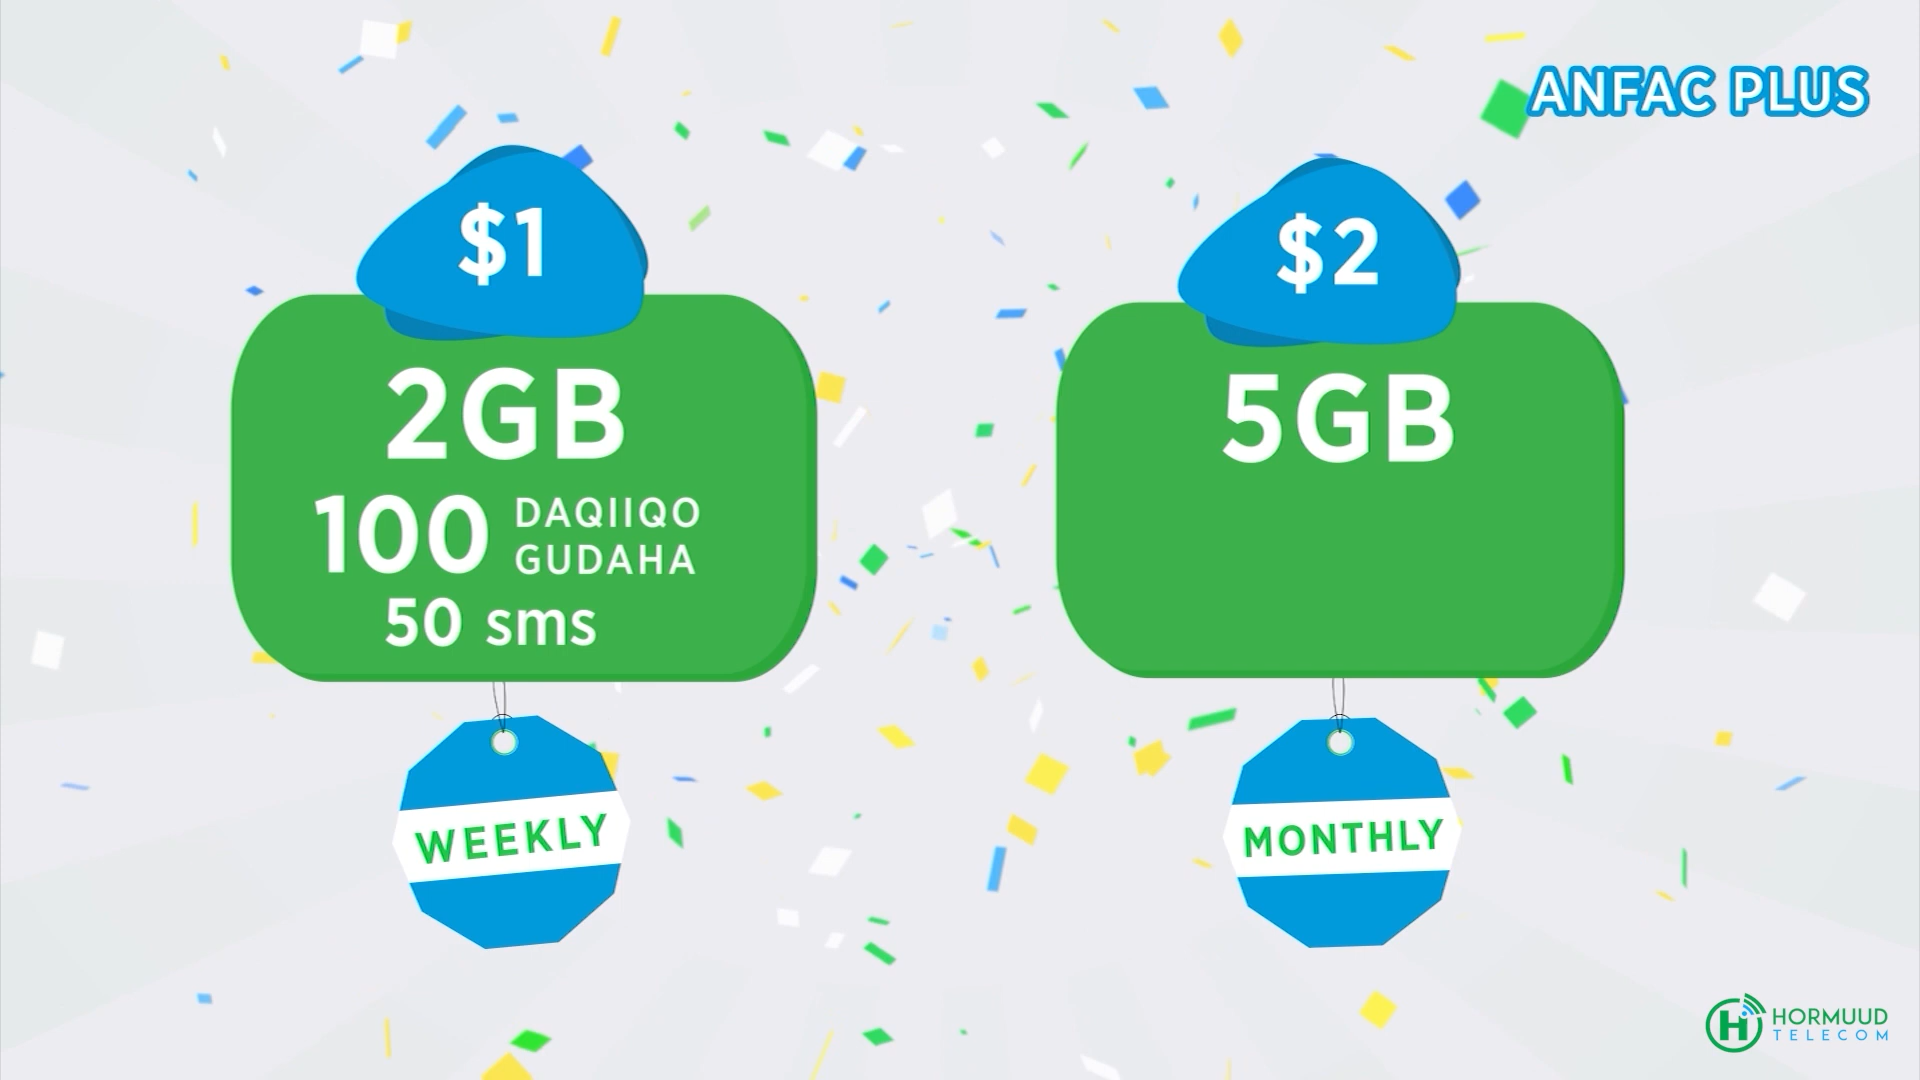 ANFAC PLUS
$1
2GB
100 DAQIIQO
GUDAHA
50 sms
WEEKLY
$2
5GB
MONTHLY
HORMUUD
TELECOM